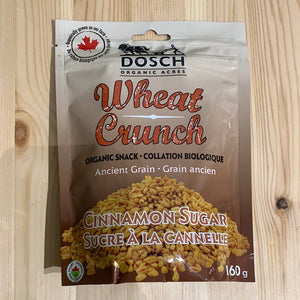 DOSCH
ORGANIC ACRES
Wheat
Crunch
ORGANIC SNACK • COLLATION BIOLOGIQUE
Ancient Grain • Grain ancien
CINNAMON SUGAR
SUCRE À LA CANNELLE
160 g